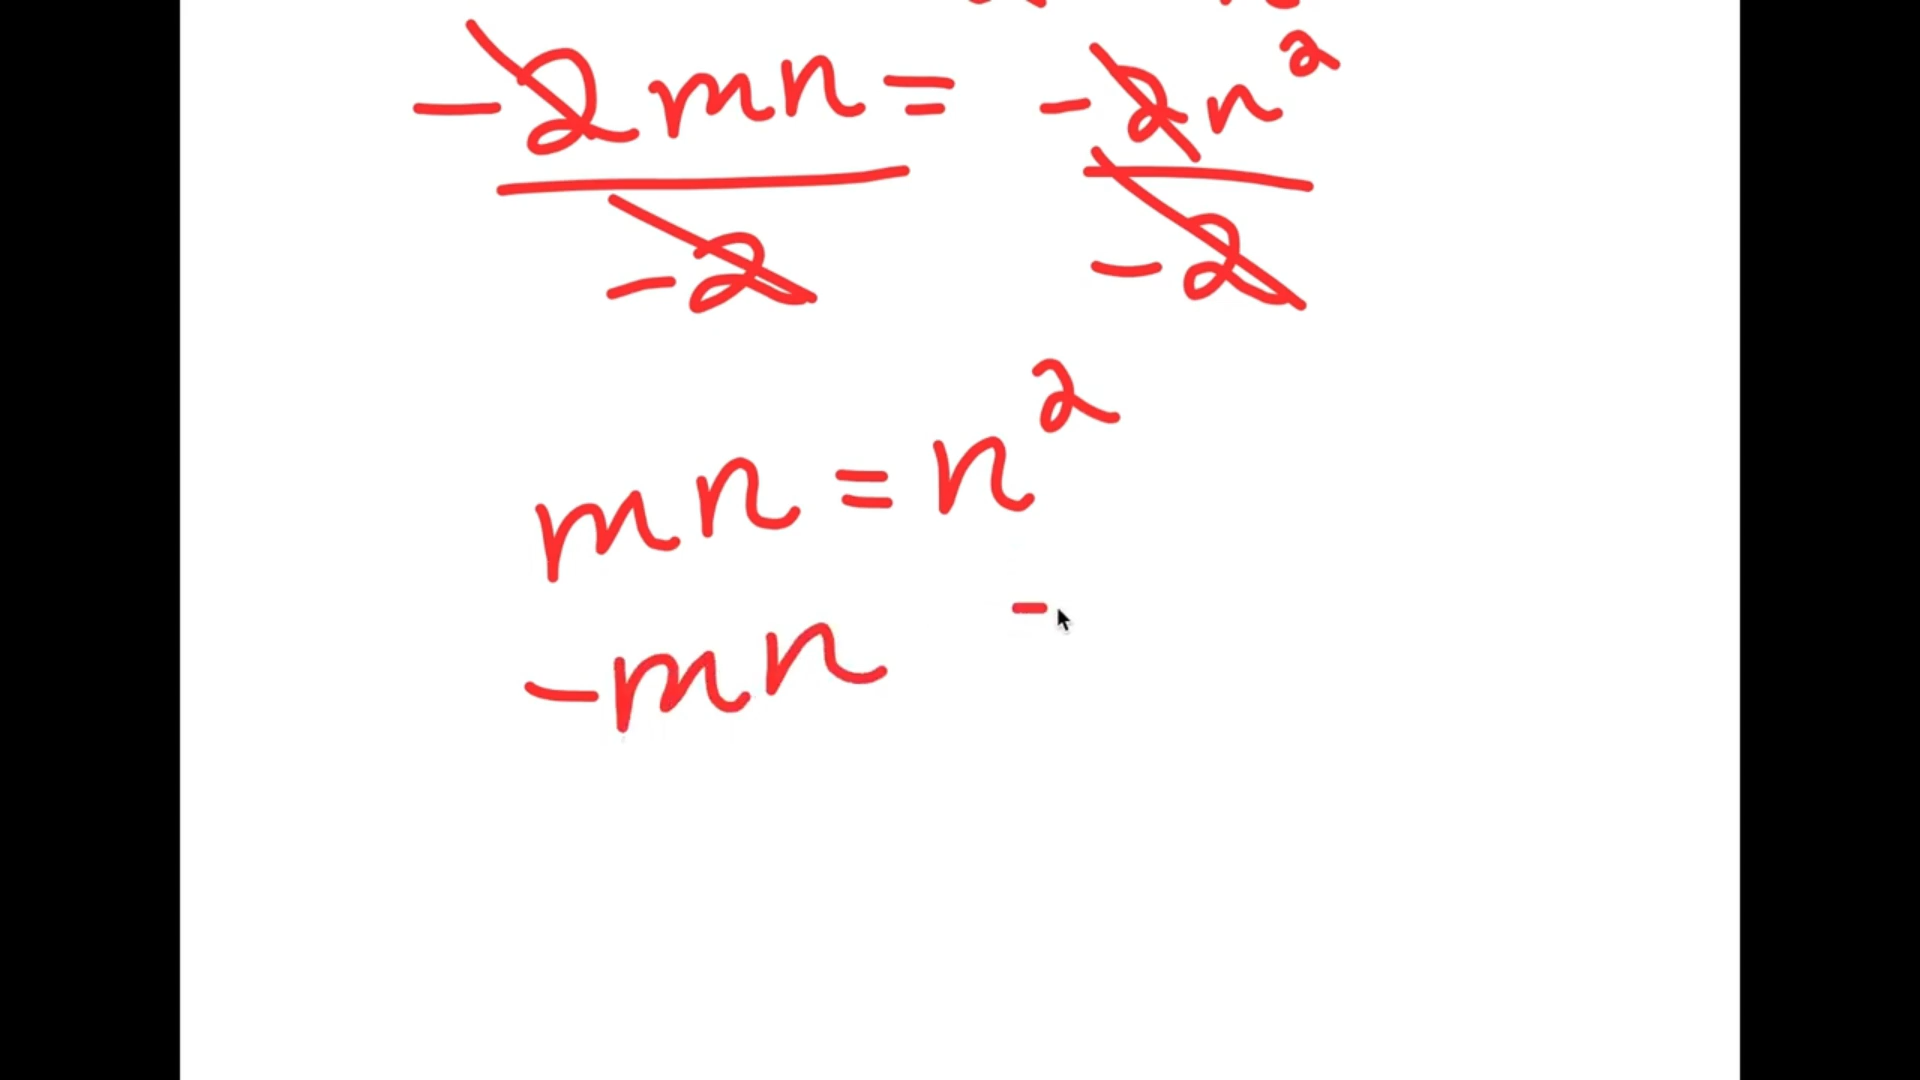 -2mn = -2n²
-2 -2
mn = n²
-mn -